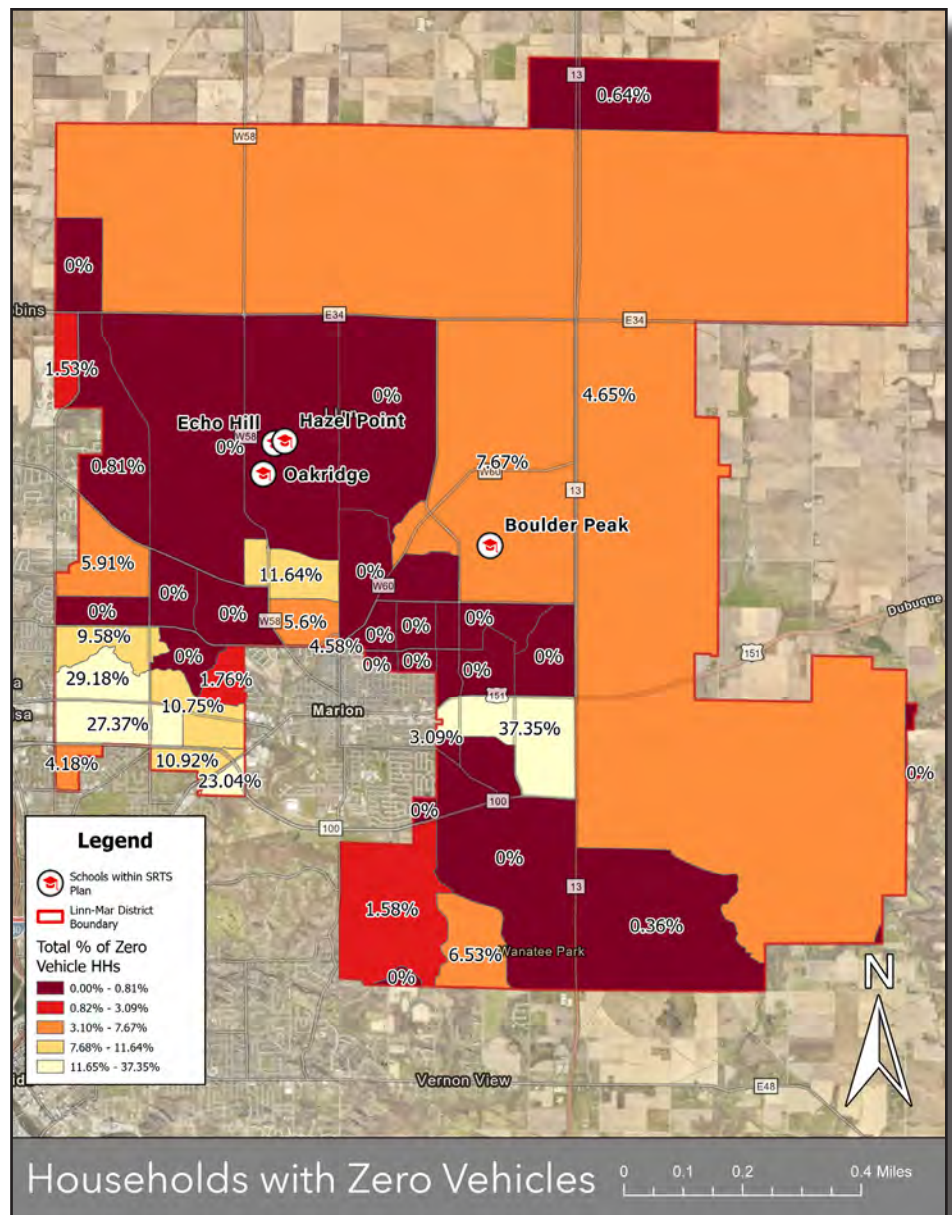 13
0.64%
W58
0%
obins
E34
E34
1.53%
0%
4.65%
Echo Hill
Hazel Point
W58
0%
Oakridge
0.81%
7.67%
W60
13
Boulder Peak
5.91%
11.64%
0%
0%
W60
0%
0%
W58
5.6%
0%
0%
0%
Dubuque
9.58%
4.58%
0%
0%
0%
0%
0%
151
29.18%
1.76%
a
10.75%
151
sa
27.37%
Marion
37.35%
3.09%
4.18%
10.92%
23.04%
0%
100
0%
100
0%
Legend
Schools within SRTS
Plan
Linn-Mar District
Boundary
Total % of Zero
Vehicle HHs
0.00% - 0.81%
0.82% - 3.09%
3.10% - 7.67%
7.68% - 11.64%
11.65% - 37.35%
13
1.58%
0.36%
6.53%
Wanatee Park
0%
N
Vernon View
E48
Households with Zero Vehicles
0 0.1 0.2 0.4 Miles